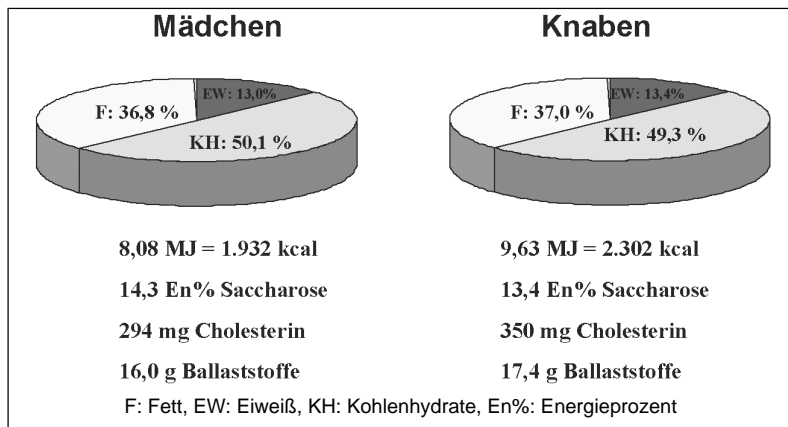 Mädchen
EW: 13,0%
F: 36,8 %
KH: 50,1 %
8,08 MJ = 1.932 kcal
14,3 En% Saccharose
294 mg Cholesterin
16,0 g Ballaststoffe
Knaben
EW: 13,4%
F: 37,0 %
KH: 49,3 %
9,63 MJ = 2.302 kcal
13,4 En% Saccharose
350 mg Cholesterin
17,4 g Ballaststoffe
F: Fett, EW: Eiweiß, KH: Kohlenhydrate, En%: Energieprozent